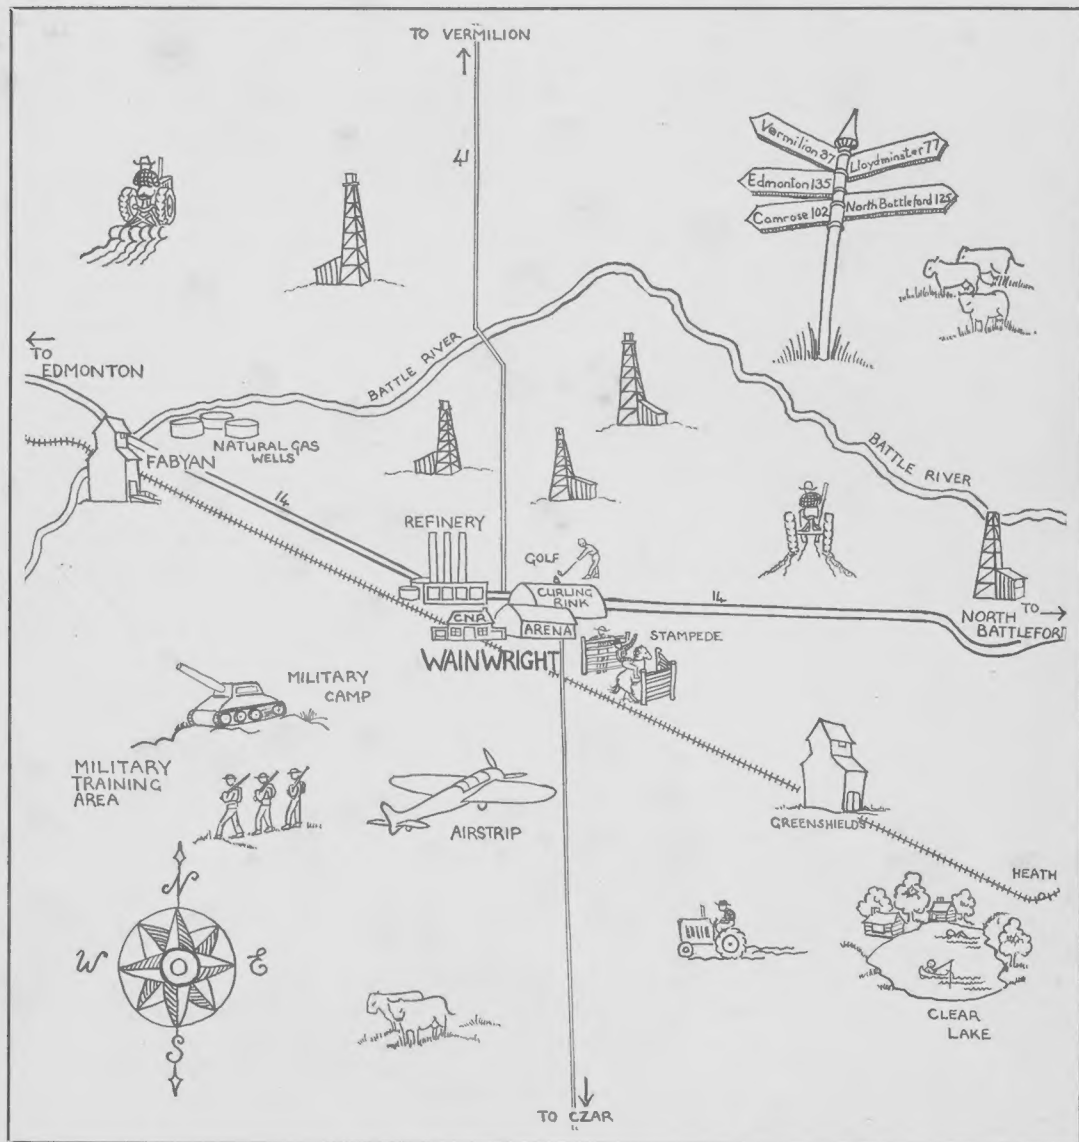 TO VERMILION
41
Vermilion 37
Lloydminster 77
Edmonton 135
North Battleford 125
Camrose 102
TO
EDMONTON
BATTLE RIVER
NATURAL GAS
WELLS
FABYAN
BATTLE RIVER
14
REFINERY
GOLF
CURLING
RINK
14
TO
NORTH
BATTLEFORD
CNR
ARENA
STAMPEDE
WAINWRIGHT
MILITARY
CAMP
MILITARY
TRAINING
AREA
AIRSTRIP
GREENSHIELDS
HEATH
N
W
E
S
CLEAR
LAKE
TO CZAR